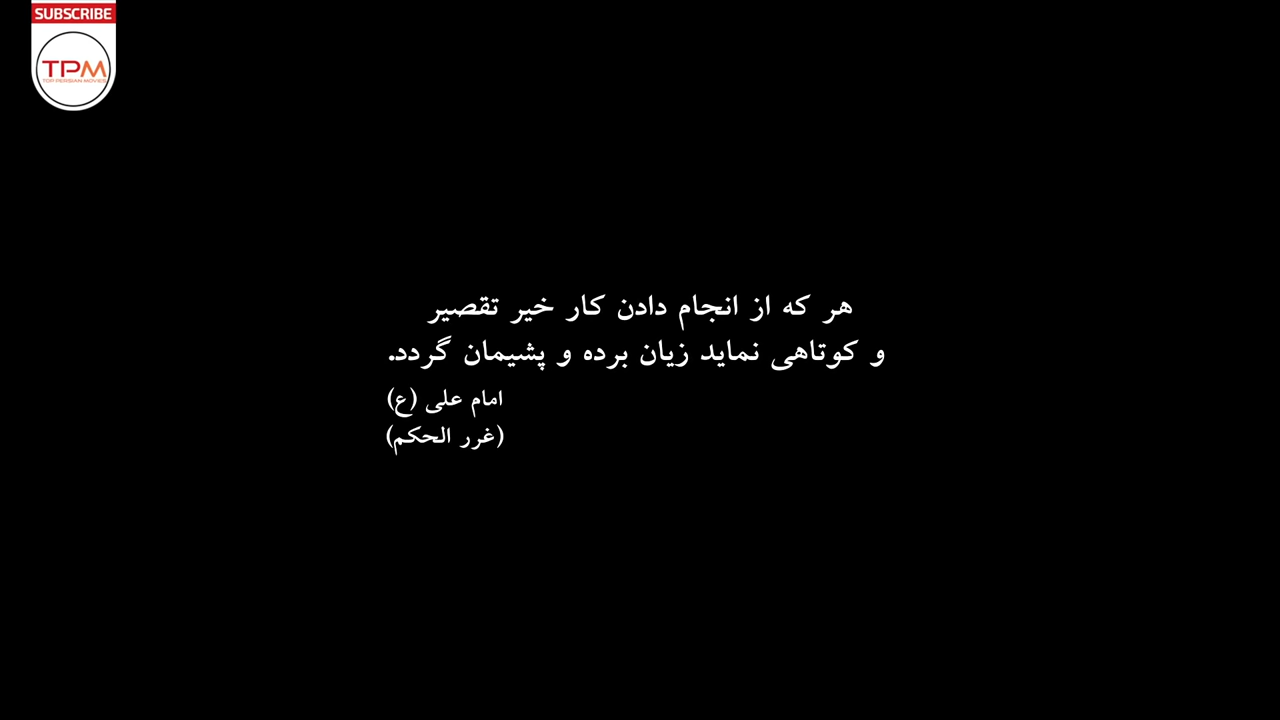 SUBSCRIBE
TPM
TOP PERSIAN MOVIES
هر که از انجام دادن کار خیر تقصیر
و کوتاهی نماید زیان برده و پشیمان گردد.
امام علی (ع)
(غرر الحکم)